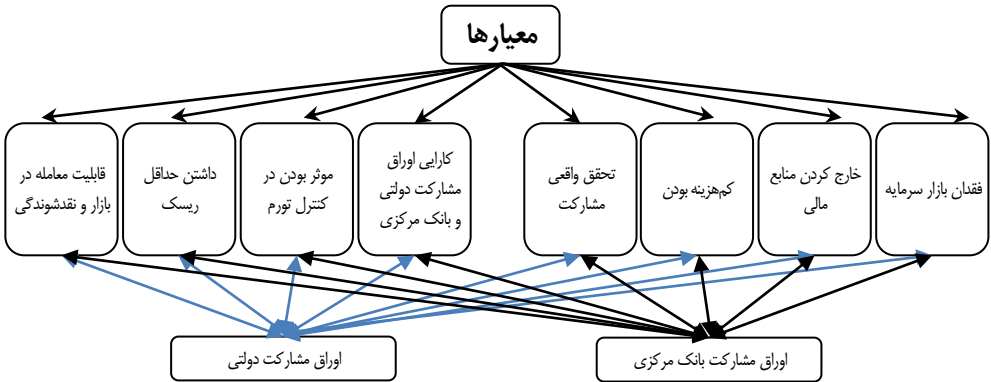 معیارها
فقدان بازار سرمایه
خارج کردن منابع
مالی
کم‌هزینه بودن
تحقق واقعی
مشارکت
کارایی اوراق
مشارکت دولتی
و بانک مرکزی
موثر بودن در
کنترل تورم
داشتن حداقل
ریسک
قابلیت معامله در
بازار و نقدشوندگی
اوراق مشارکت بانک مرکزی
اوراق مشارکت دولتی